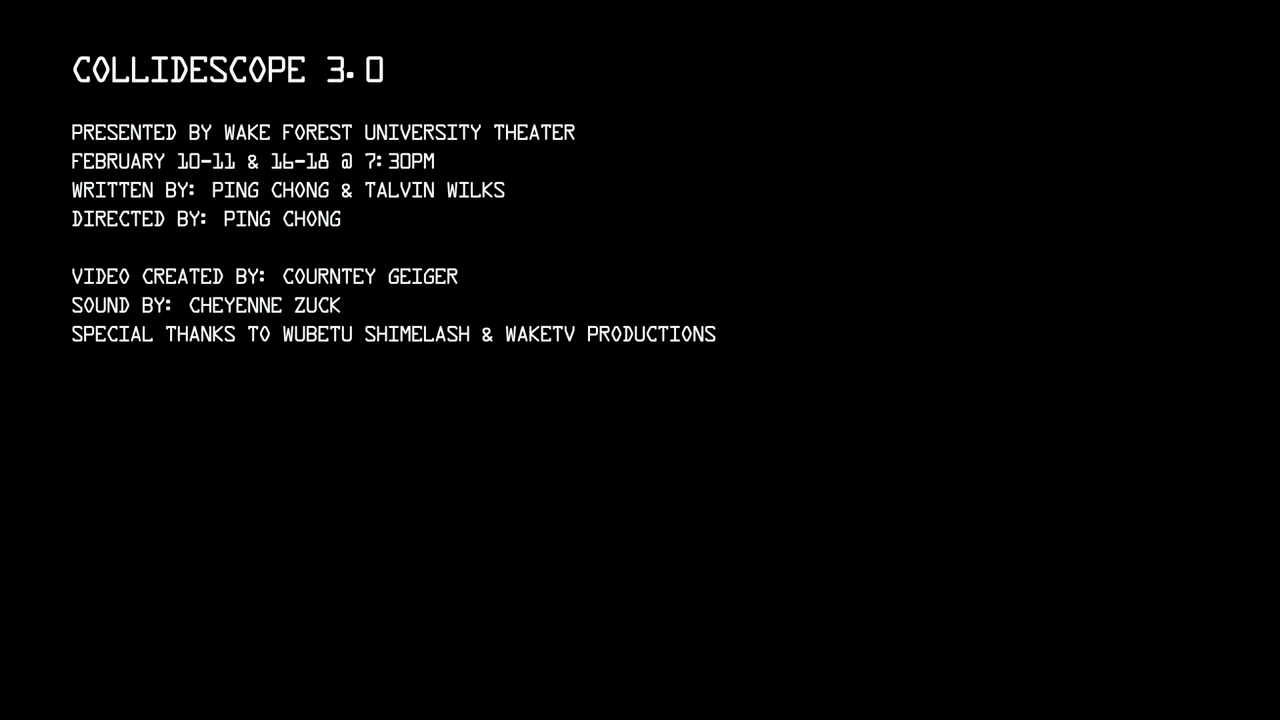 COLLIDESCOPE 3.0
PRESENTED BY WAKE FOREST UNIVERSITY THEATER
FEBRUARY 10-11 & 16-18 @ 7:30PM
WRITTEN BY: PING CHONG & TALVIN WILKS
DIRECTED BY: PING CHONG
VIDEO CREATED BY: COURNTEY GEIGER
SOUND BY: CHEYENNE ZUCK
SPECIAL THANKS TO WUBETU SHIMELASH & WAKETV PRODUCTIONS